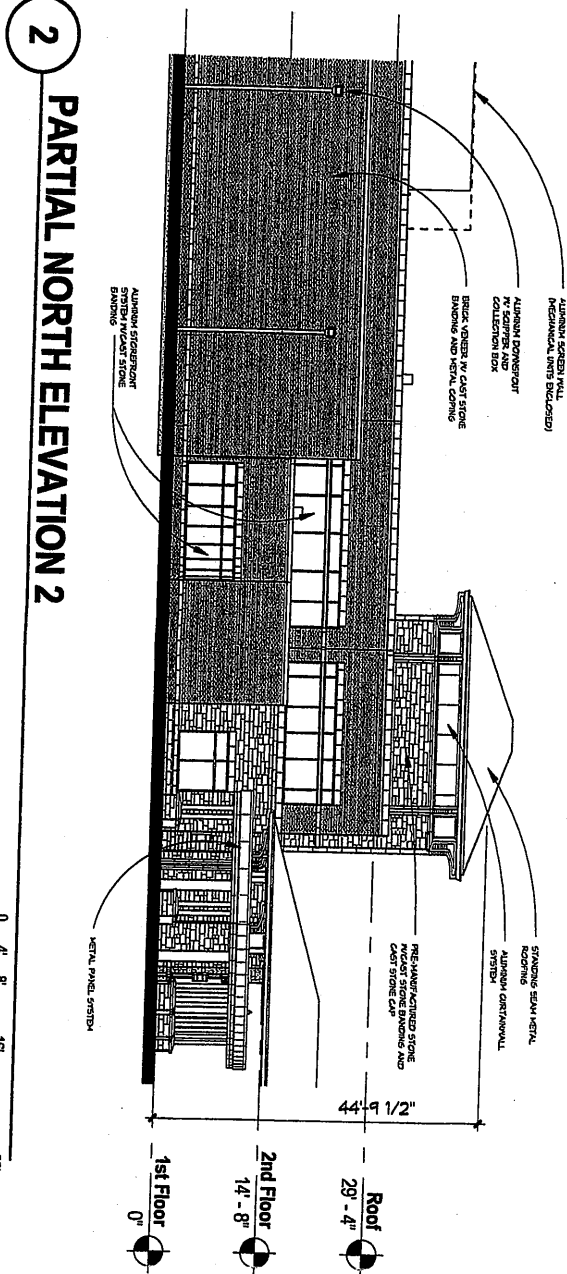 ALUMINUM SCREEN WALL
(MECHANICAL UNITS ENCLOSED)
ALUMINUM DOWNSPOUT
W/ SCUPPER AND
COLLECTION BOX
BRICK VENEER W/ CAST STONE
BANDING AND METAL COPING
STANDING SEAM METAL
ROOFING
ALUMINUM CURTAINWALL
SYSTEM
PRE-MANUFACTURED STONE
W/CAST STONE BANDING AND
CAST STONE CAP
ALUMINUM STOREFRONT
SYSTEM W/CAST STONE
BANDING
METAL PANEL SYSTEM
44'-9 1/2"
Roof
29' - 4"
2nd Floor
14' - 8"
1st Floor
0"
2
PARTIAL NORTH ELEVATION 2
0 4' 8' 16'